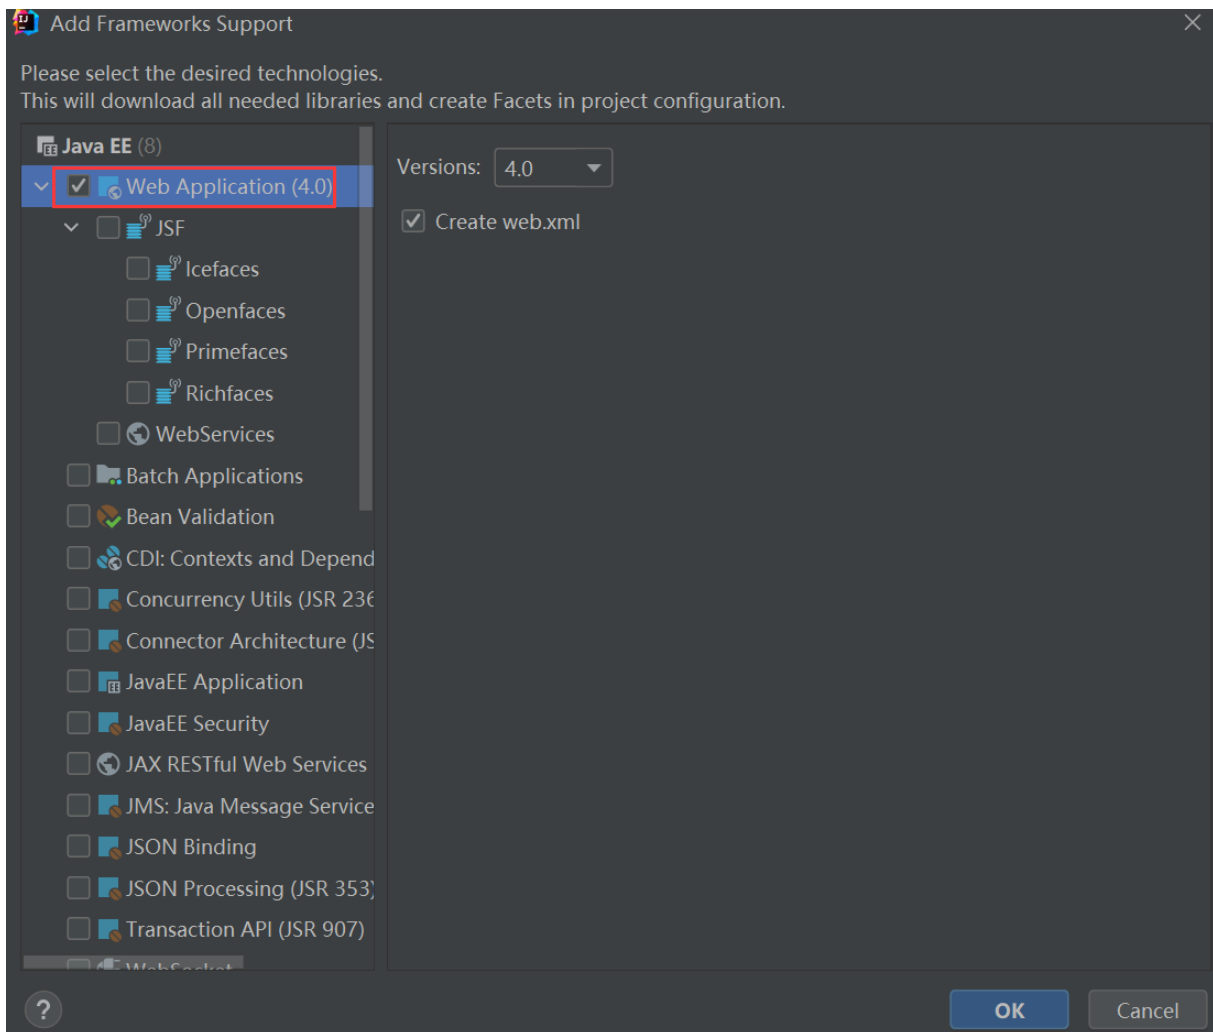 Add Frameworks Support
Please select the desired technologies.
This will download all needed libraries and create Facets in project configuration.
Java EE (8)
Web Application (4.0)
JSF
Icefaces
Openfaces
Primefaces
Richfaces
WebServices
Batch Applications
Bean Validation
CDI: Contexts and Depend
Concurrency Utils (JSR 236
Connector Architecture (JS
JavaEE Application
JavaEE Security
JAX RESTful Web Services
JMS: Java Message Service
JSON Binding
JSON Processing (JSR 353)
Transaction API (JSR 907)
WebSocket
Versions: 4.0
Create web.xml
?
OK
Cancel